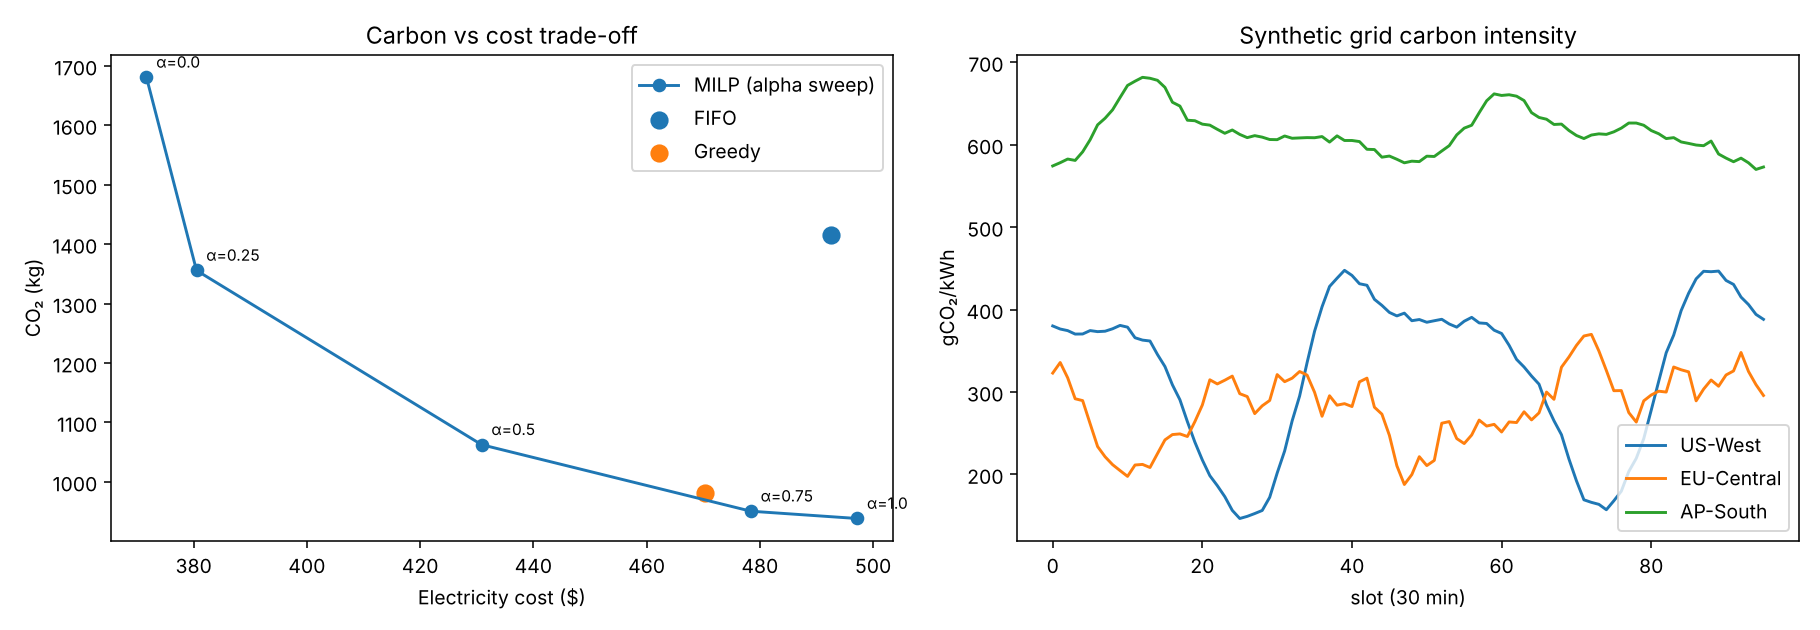 Carbon vs cost trade-off
CO₂ (kg)
1700
1600
1500
1400
1300
1200
1100
1000
α=0.0
α=0.25
α=0.5
α=0.75
α=1.0
MILP (alpha sweep)
FIFO
Greedy
380 400 420 440 460 480 500
Electricity cost ($)
Synthetic grid carbon intensity
gCO₂/kWh
700
600
500
400
300
200
US-West
EU-Central
AP-South
0 20 40 60 80
slot (30 min)